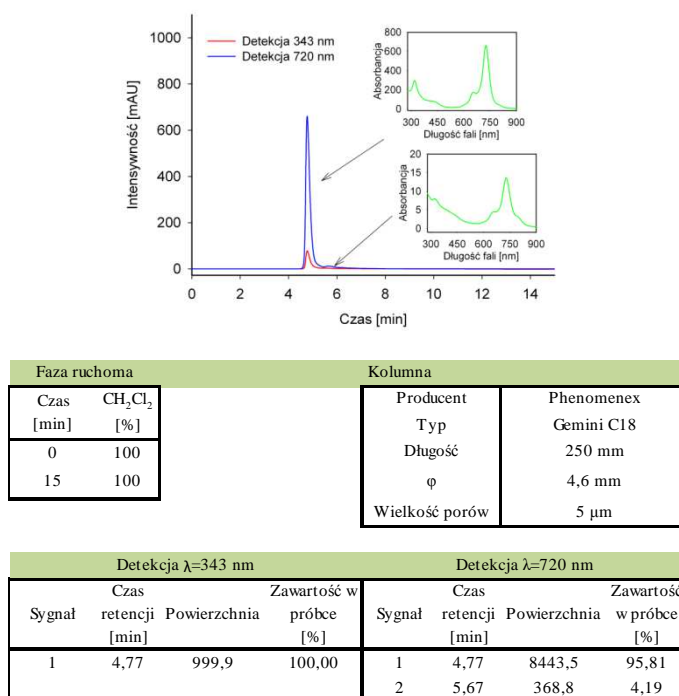 1000
800
600
400
200
0
Intensywność [mAU]
Detekcja 343 nm
Detekcja 720 nm
0 2 4 6 8 10 12 14
Czas [min]
800
600
400
200
0
Absorbancja
300 450 600 750 900
Długość fali [nm]
20
15
10
5
0
Absorbancja
300 450 600 750 900
Długość fali [nm]
Faza ruchoma Kolumna
Czas CH₂Cl₂
[min] [%]
0 100
15 100
Producent Phenomenex
Typ Gemini C18
Długość 250 mm
φ 4,6 mm
Wielkość porów 5 μm
Detekcja λ=343 nm Detekcja λ=720 nm
Czas Zawartość w Czas Zawartość
Sygnał retencji Powierzchnia próbce Sygnał retencji Powierzchnia w próbce
[min] [%] [min] [%]
1 4,77 999,9 100,00 1 4,77 8443,5 95,81
2 5,67 368,8 4,19